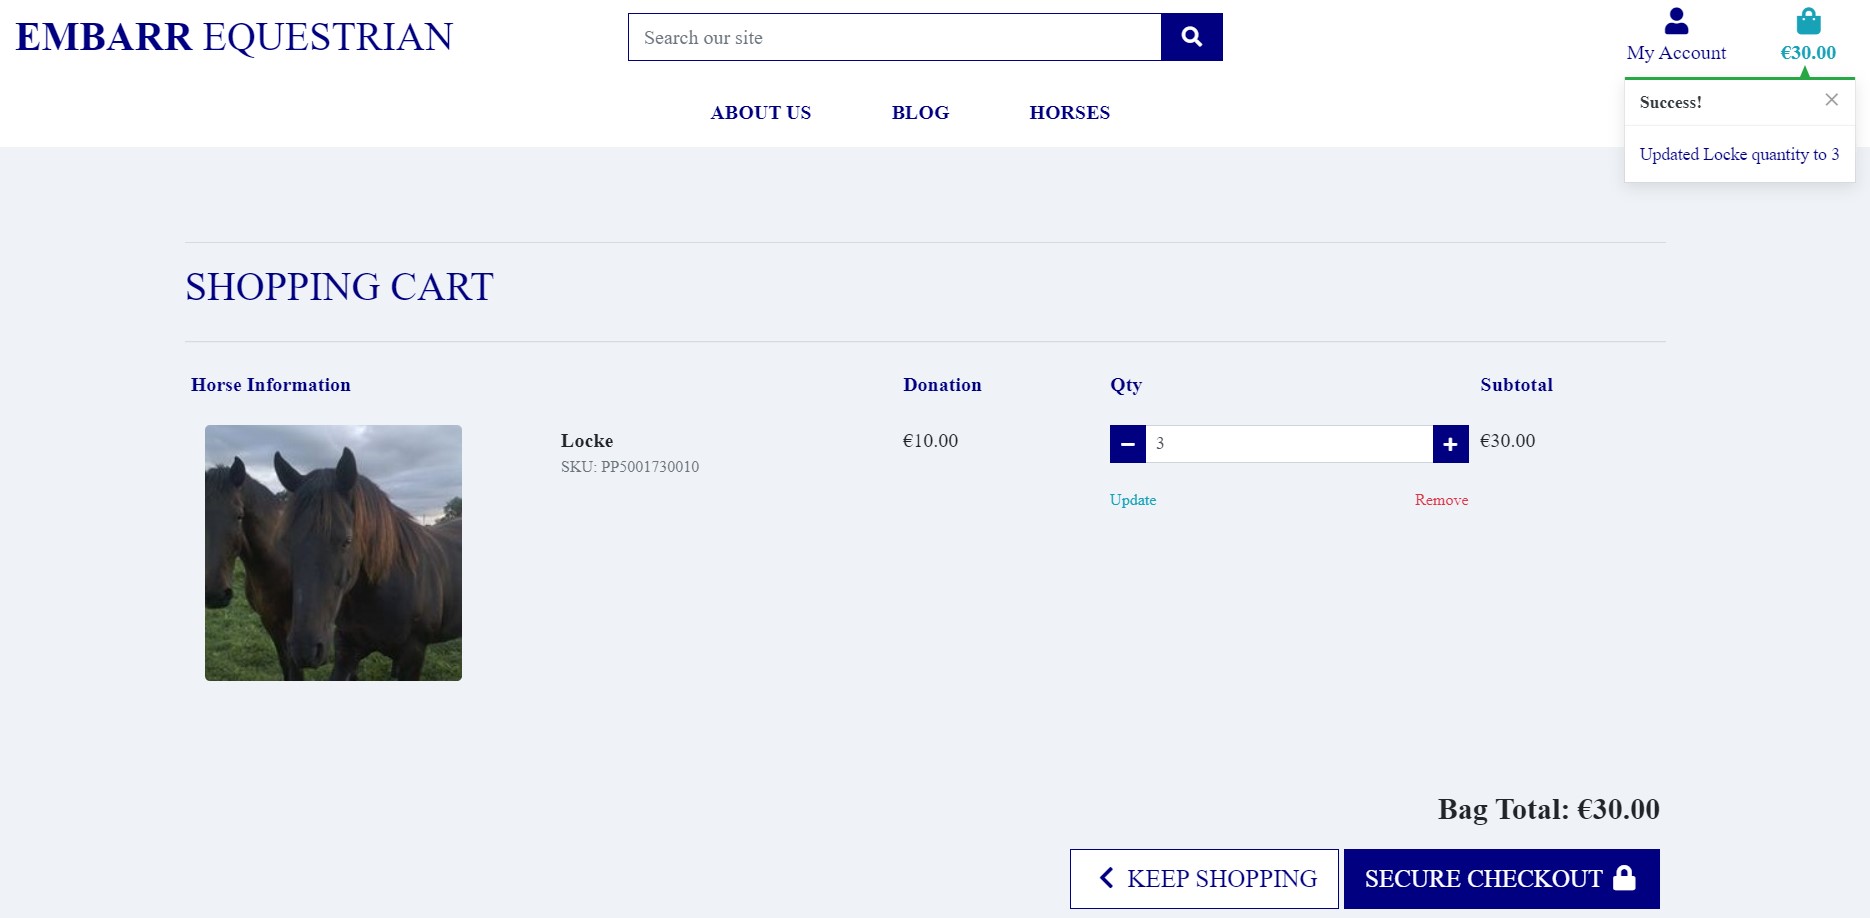 EMBARR EQUESTRIAN
Search our site
My Account
€30.00
ABOUT US
BLOG
HORSES
Success!
Updated Locke quantity to 3
SHOPPING CART
Horse Information
Donation
Qty
Subtotal
Locke
€10.00
3
€30.00
SKU: PP5001730010
Update
Remove
Bag Total: €30.00
KEEP SHOPPING
SECURE CHECKOUT